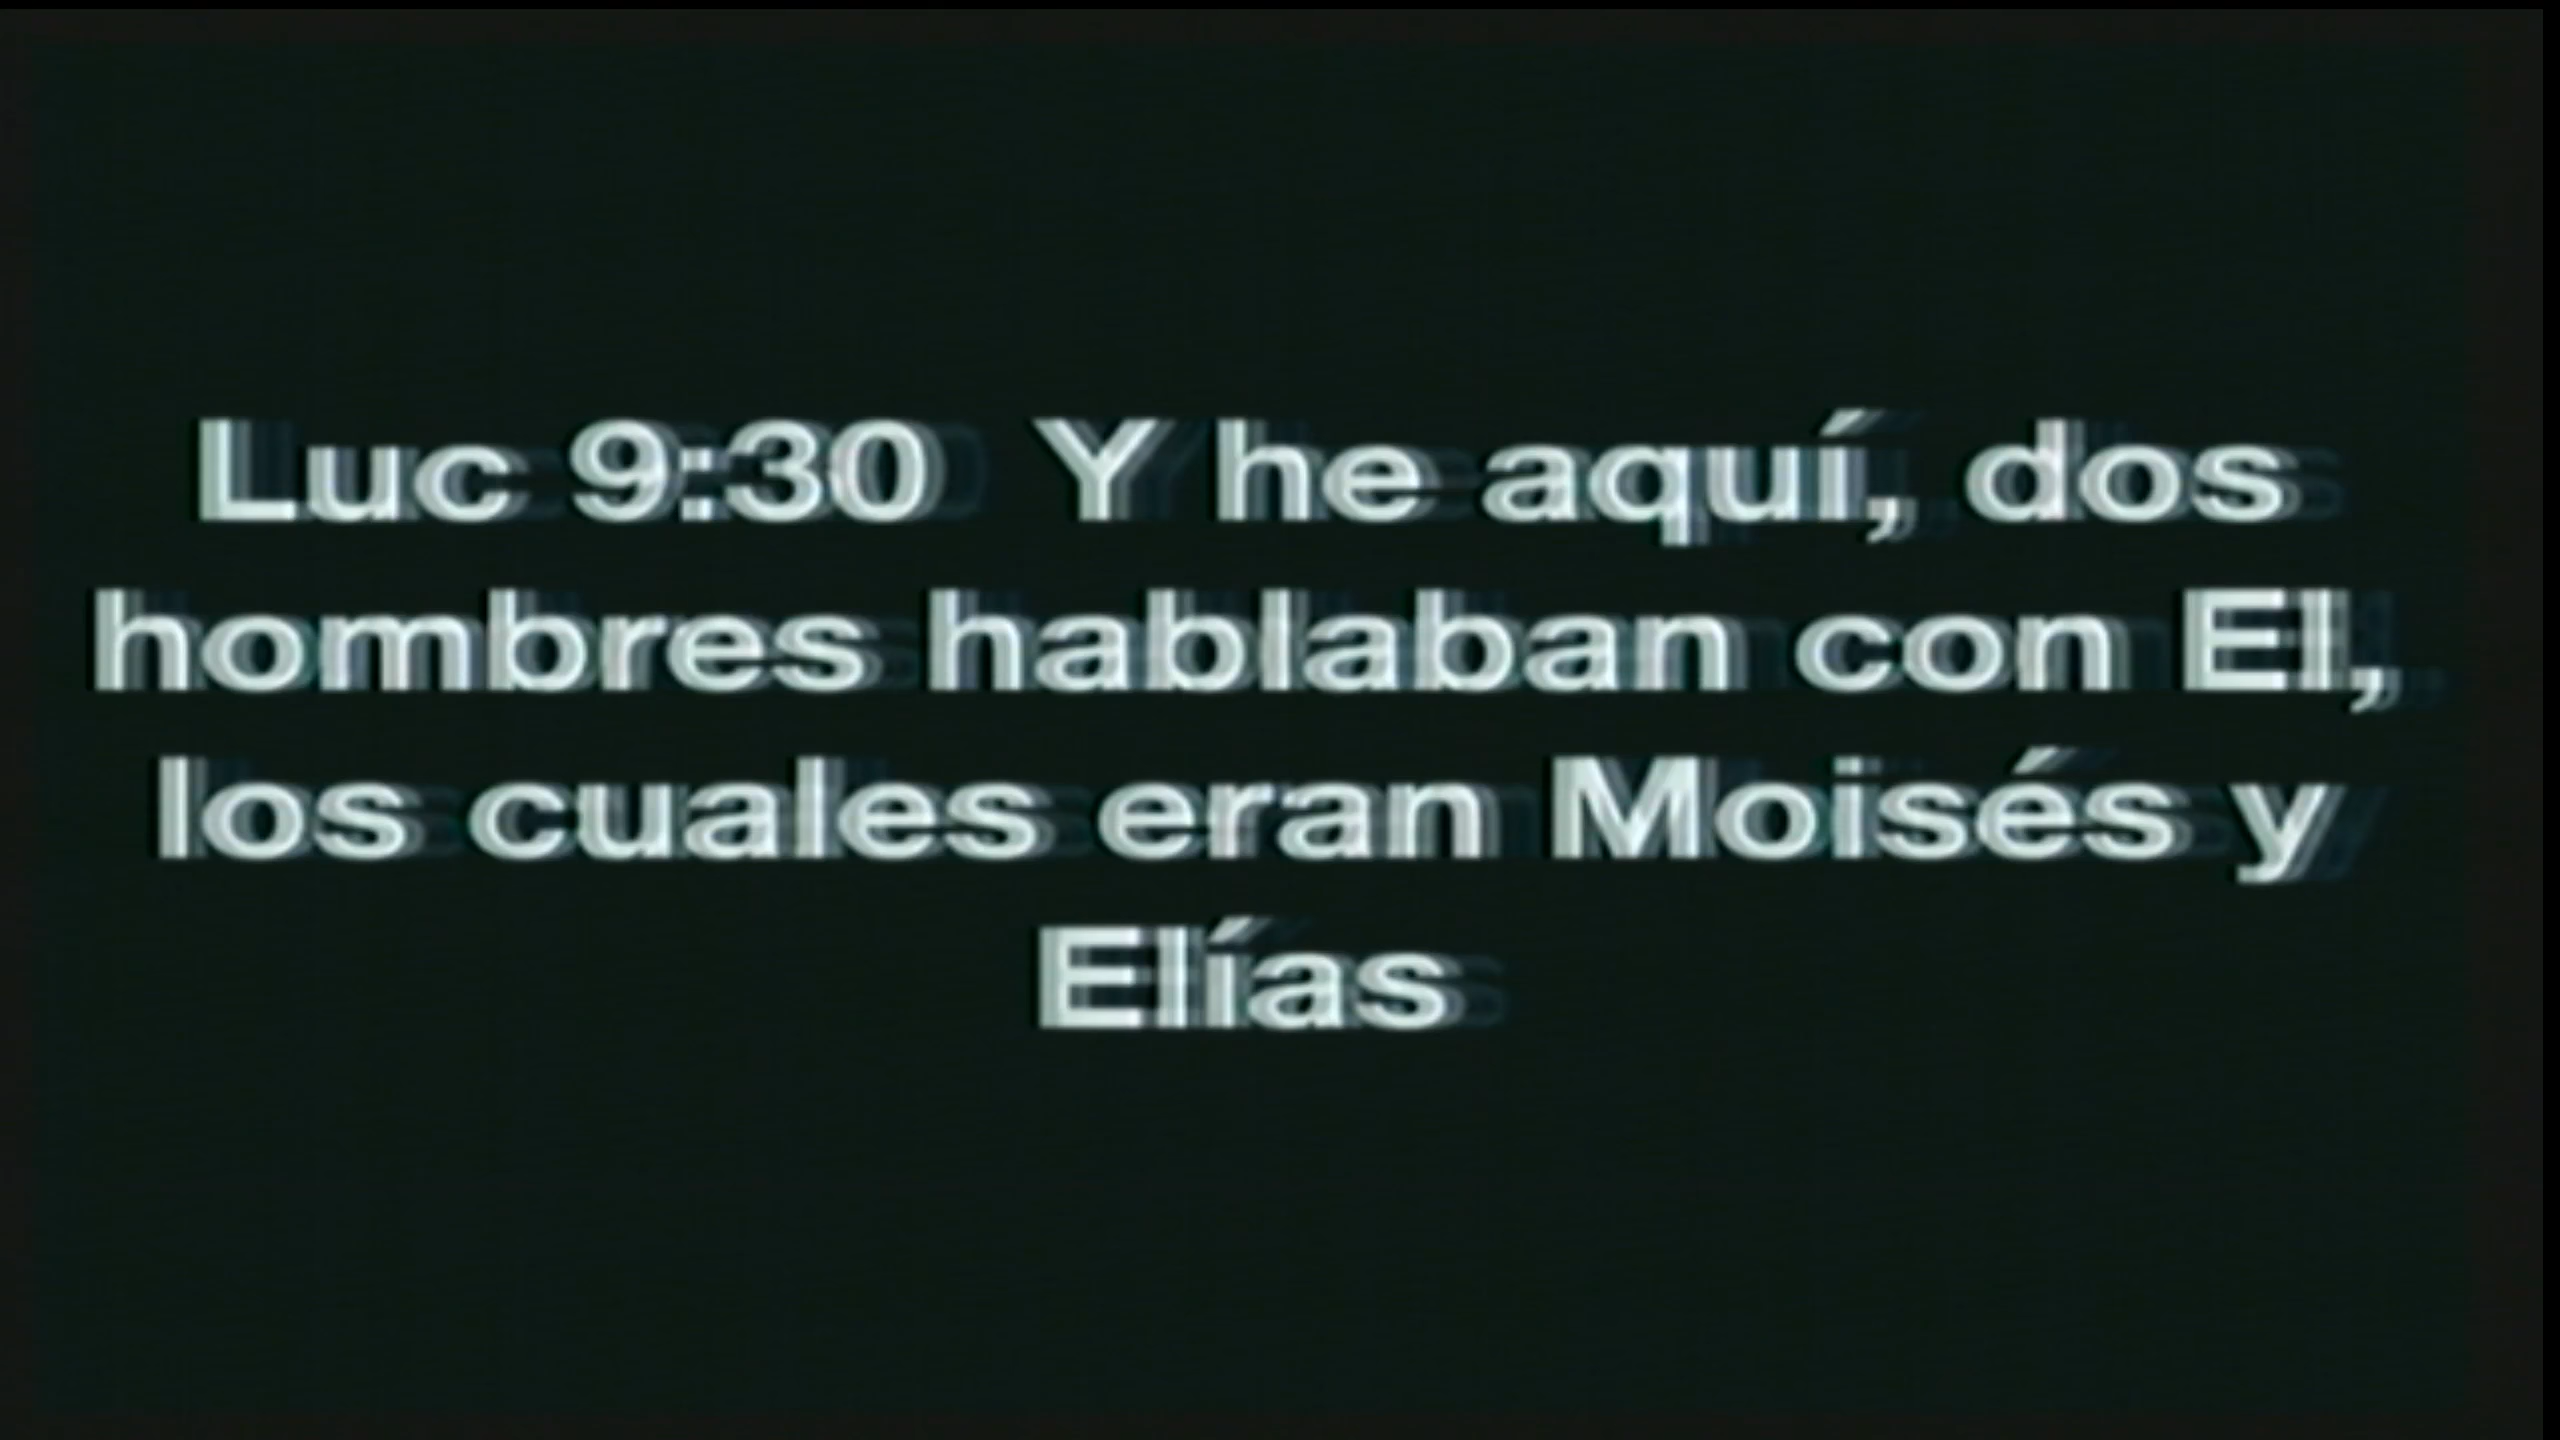 Luc 9:30  Y he aquí, dos
hombres hablaban con El,
los cuales eran Moisés y
Elías